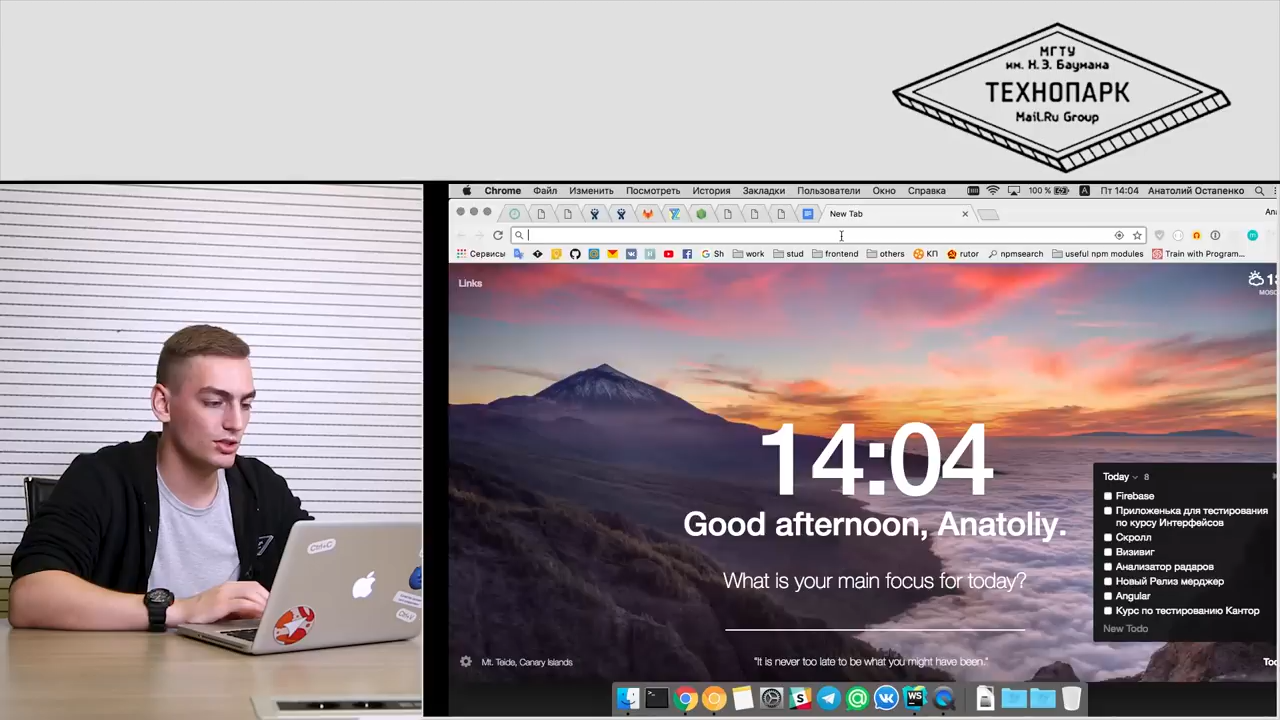 МГТУ
им. Н.Э. Баумана
ТЕХНОПАРК
Mail.Ru Group
Chrome Файл Изменить Посмотреть История Закладки Пользователи Окно Справка 100 % Пт 14:04 Анатолий Остапенко
New Tab
Сервисы Sh work stud frontend others КП rutor npmsearch useful npm modules Train with Program...
Links
14:04
Good afternoon, Anatoliy.
What is your main focus for today?
Today 8
Firebase
Приложенька для тестирования
по курсу Интерфейсов
Скролл
Визивиг
Анализатор радаров
Новый Релиз мерджер
Angular
Курс по тестированию Кантор
New Todo
Mt. Teide, Canary Islands
"It is never too late to be what you might have been."
Ctrl+C